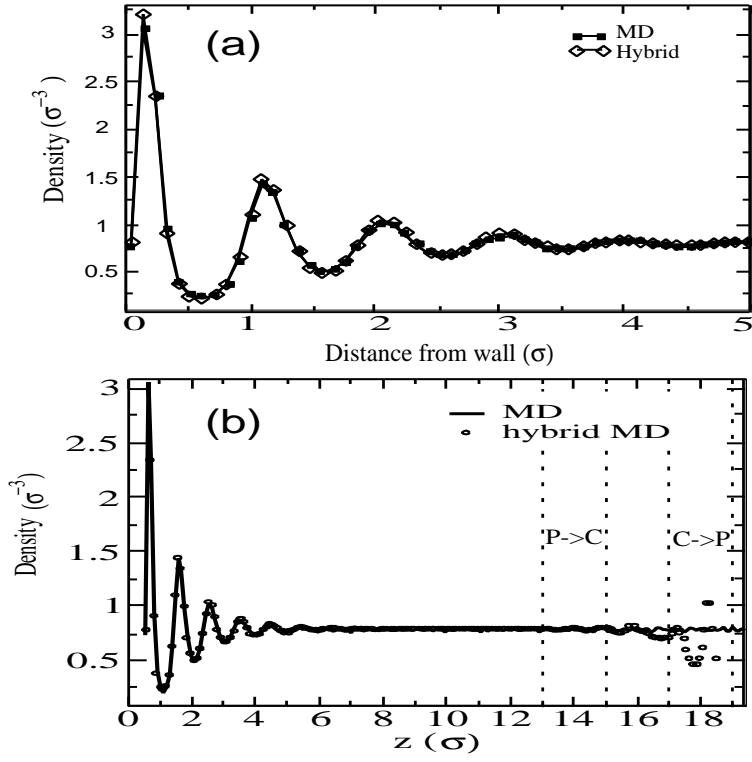 (a)
MD
Hybrid
Density (σ⁻³)
3
2
1.5
1
0.5
0 1 2 3 4 5
Distance from wall (σ)
(b)
MD
hybrid MD
Density (σ⁻³)
3
2.5
2
1.5
1
0.5
P->C
C->P
0 2 4 6 8 10 12 14 16 18
z (σ)